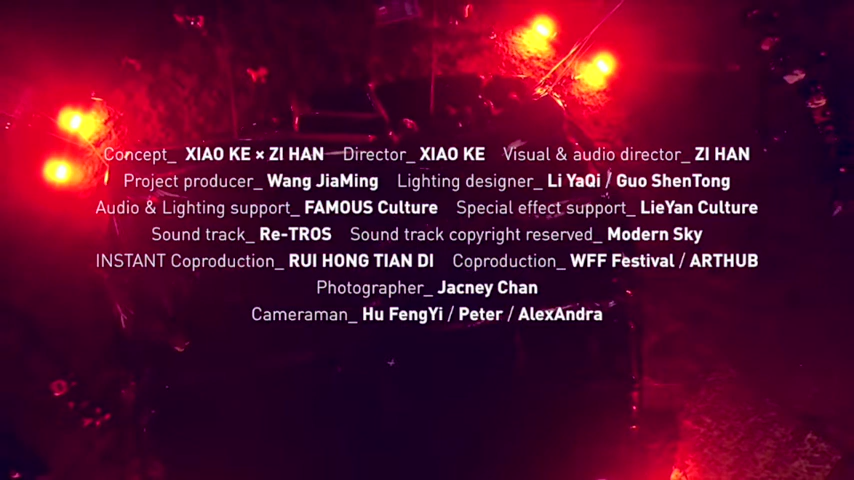 Concept_ XIAO KE × ZI HAN Director_ XIAO KE Visual & audio director_ ZI HAN
Project producer_ Wang JiaMing Lighting designer_ Li YaQi / Guo ShenTong
Audio & Lighting support_ FAMOUS Culture Special effect support_ LieYan Culture
Sound track_ Re-TROS Sound track copyright reserved_ Modern Sky
INSTANT Coproduction_ RUI HONG TIAN DI Coproduction_ WFF Festival / ARTHUB
Photographer_ Jacney Chan
Cameraman_ Hu FengYi / Peter / AlexAndra